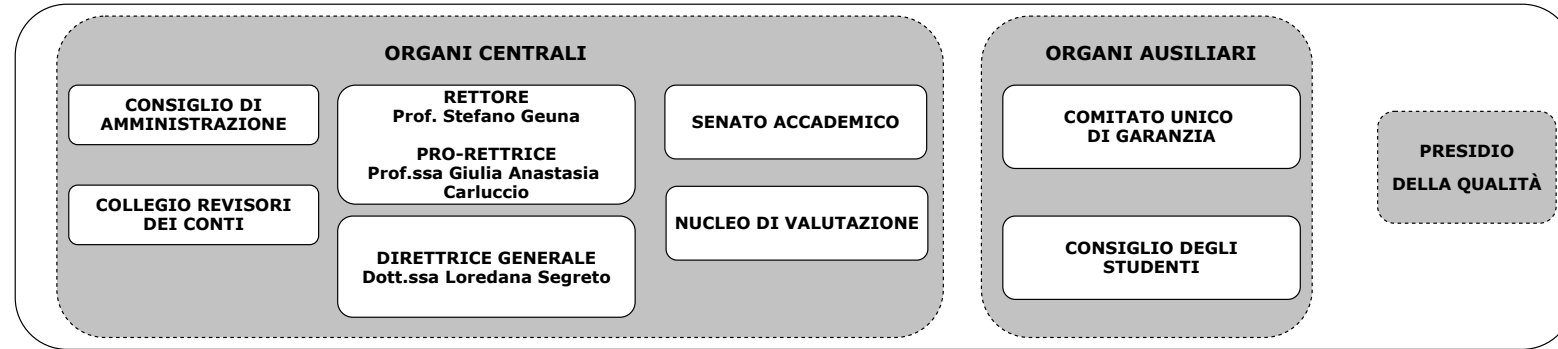 ORGANI CENTRALI
CONSIGLIO DI
AMMINISTRAZIONE
COLLEGIO REVISORI
DEI CONTI
RETTORE
Prof. Stefano Geuna
PRO-RETTRICE
Prof.ssa Giulia Anastasia
Carluccio
DIRETTRICE GENERALE
Dott.ssa Loredana Segreto
SENATO ACCADEMICO
NUCLEO DI VALUTAZIONE
ORGANI AUSILIARI
COMITATO UNICO
DI GARANZIA
CONSIGLIO DEGLI
STUDENTI
PRESIDIO
DELLA QUALITÀ